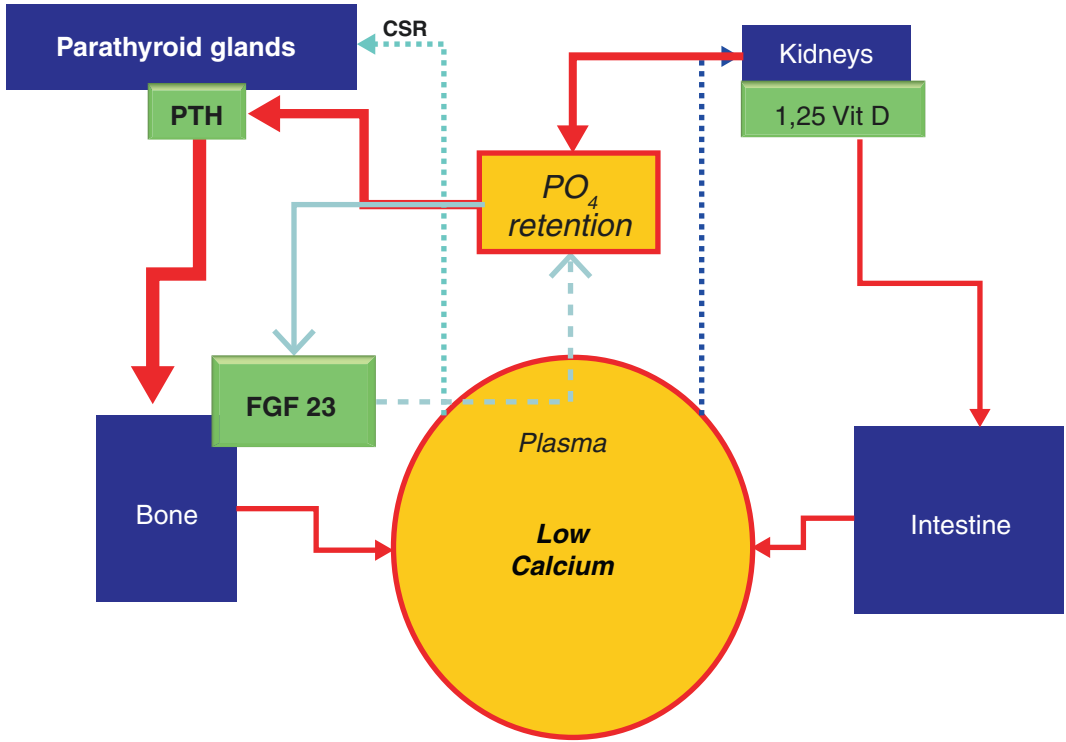 CSR
Parathyroid glands
Kidneys
PTH
1,25 Vit D
PO4
retention
FGF 23
Plasma
Bone
Intestine
Low
Calcium